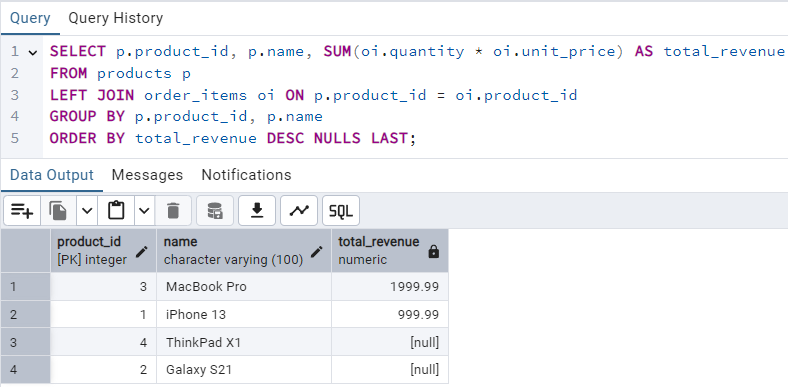 Query Query History
1 SELECT p.product_id, p.name, SUM(oi.quantity * oi.unit_price) AS total_revenue
2 FROM products p
3 LEFT JOIN order_items oi ON p.product_id = oi.product_id
4 GROUP BY p.product_id, p.name
5 ORDER BY total_revenue DESC NULLS LAST;
Data Output Messages Notifications
SQL
product_id name total_revenue
[PK] integer character varying (100) numeric
1 3 MacBook Pro 1999.99
2 1 iPhone 13 999.99
3 4 ThinkPad X1 [null]
4 2 Galaxy S21 [null]